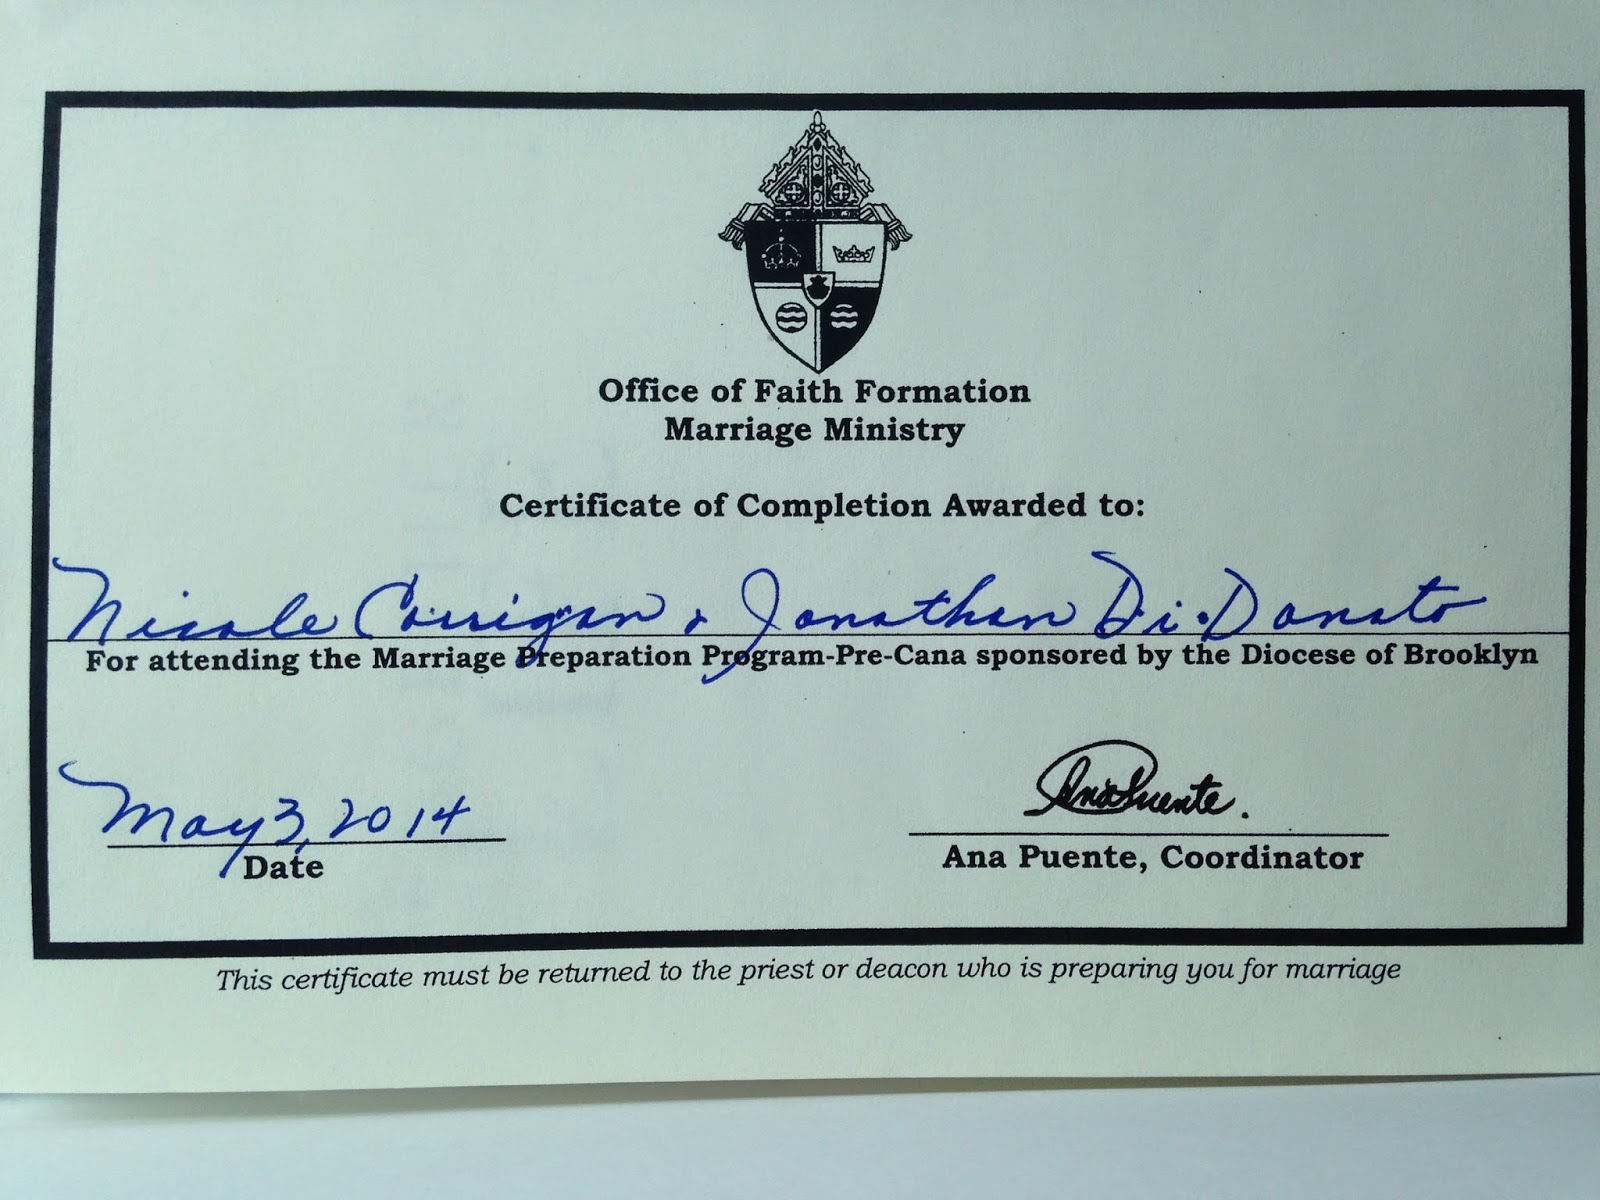 Office of Faith Formation
Marriage Ministry
Certificate of Completion Awarded to:
Nicole Corrigan & Jonathan Di Donato
For attending the Marriage Preparation Program-Pre-Cana sponsored by the Diocese of Brooklyn
May 3, 2014
Ana Puente.
Date
Ana Puente, Coordinator
This certificate must be returned to the priest or deacon who is preparing you for marriage